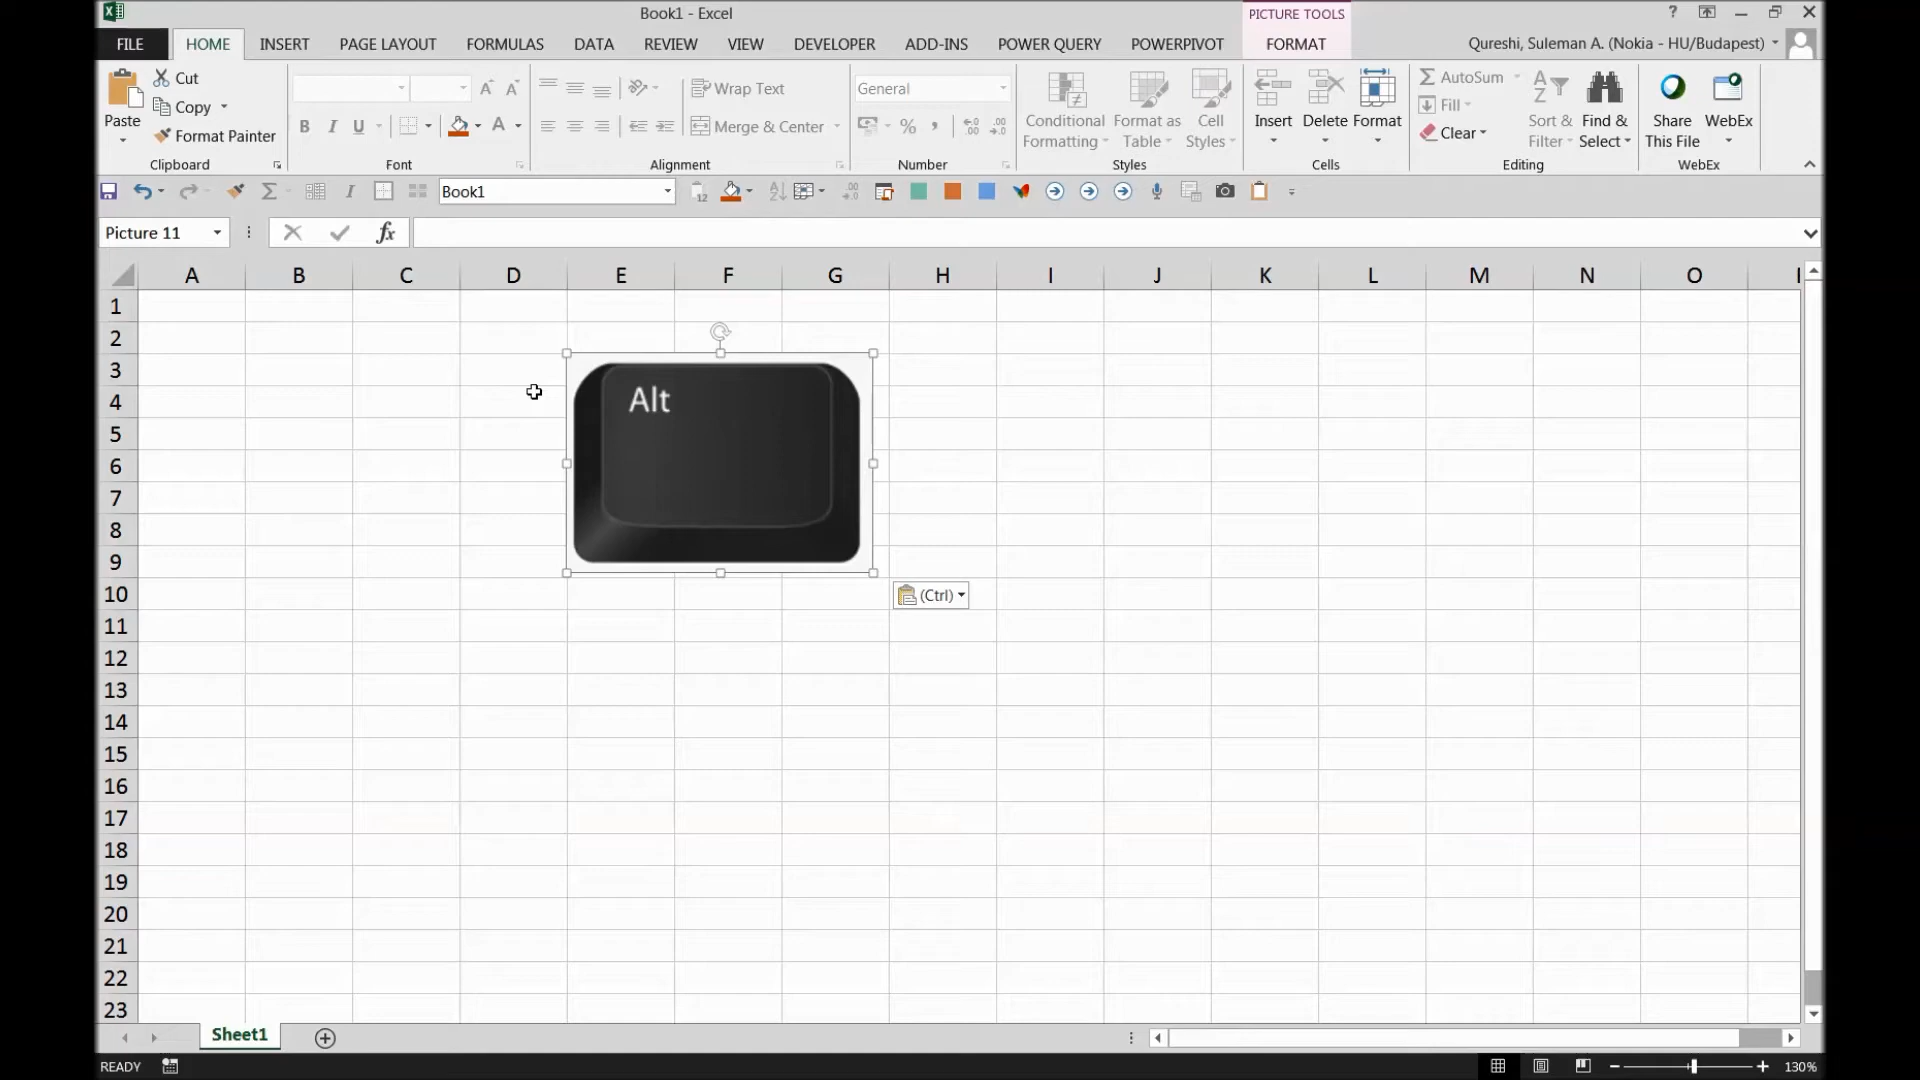 Book1 - Excel
PICTURE TOOLS
?
FILE HOME INSERT PAGE LAYOUT FORMULAS DATA REVIEW VIEW DEVELOPER ADD-INS POWER QUERY POWERPIVOT FORMAT
Qureshi, Suleman A. (Nokia - HU/Budapest)
Paste
Cut
Copy
Format Painter
Clipboard
B I U
Font
Wrap Text
Merge & Center
Alignment
General
%
Number
Conditional Formatting
Format as Table
Cell Styles
Styles
Insert
Delete
Format
Cells
AutoSum
Fill
Clear
Sort & Filter
Find & Select
Editing
Share This File
WebEx
WebEx
Book1
Picture 11
fx
A B C D E F G H I J K L M N O
1
2
3
4
5
6
7
8
9
10
11
12
13
14
15
16
17
18
19
20
21
22
23
Alt
(Ctrl)
Sheet1
READY
130%